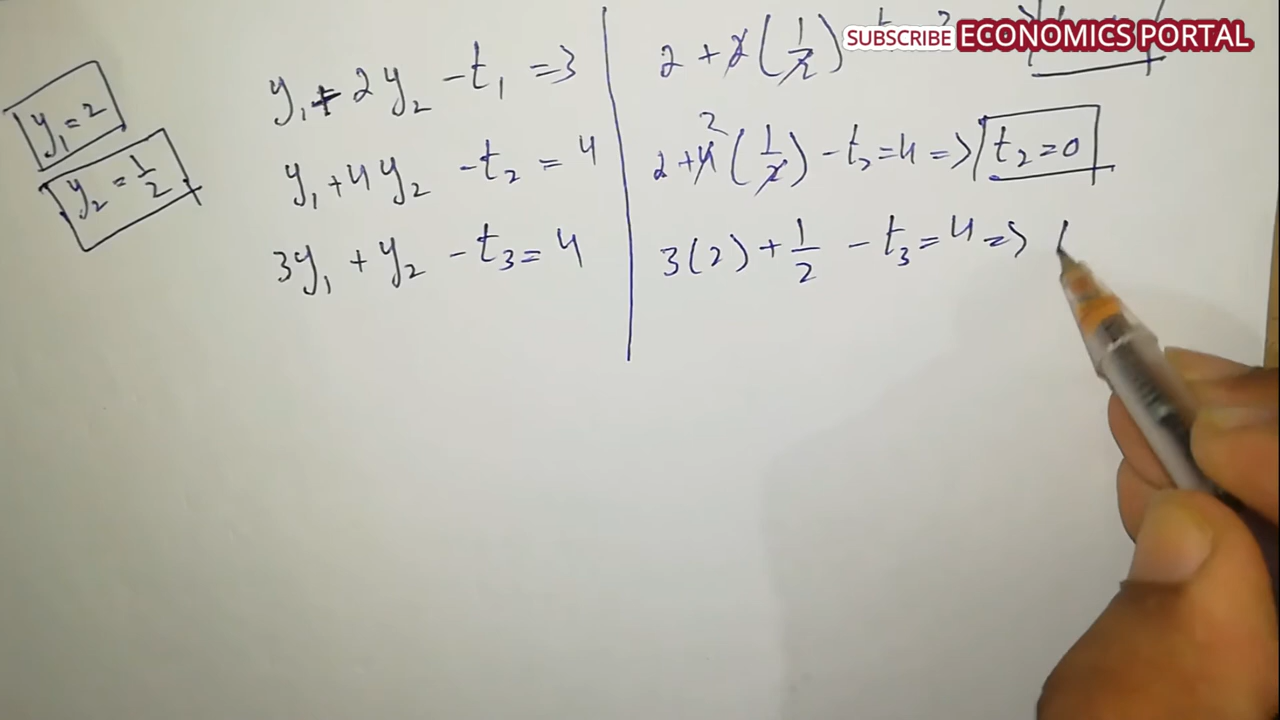 SUBSCRIBE ECONOMICS PORTAL
y₁=2
y₂=1/2
y₁+2y₂-t₁=3
y₁+4y₂-t₂=4
3y₁+y₂-t₃=4
2+2(1/2)
2+4(1/2)-t₂=4=> t₂=0
2
3(2)+1/2-t₃=4=>